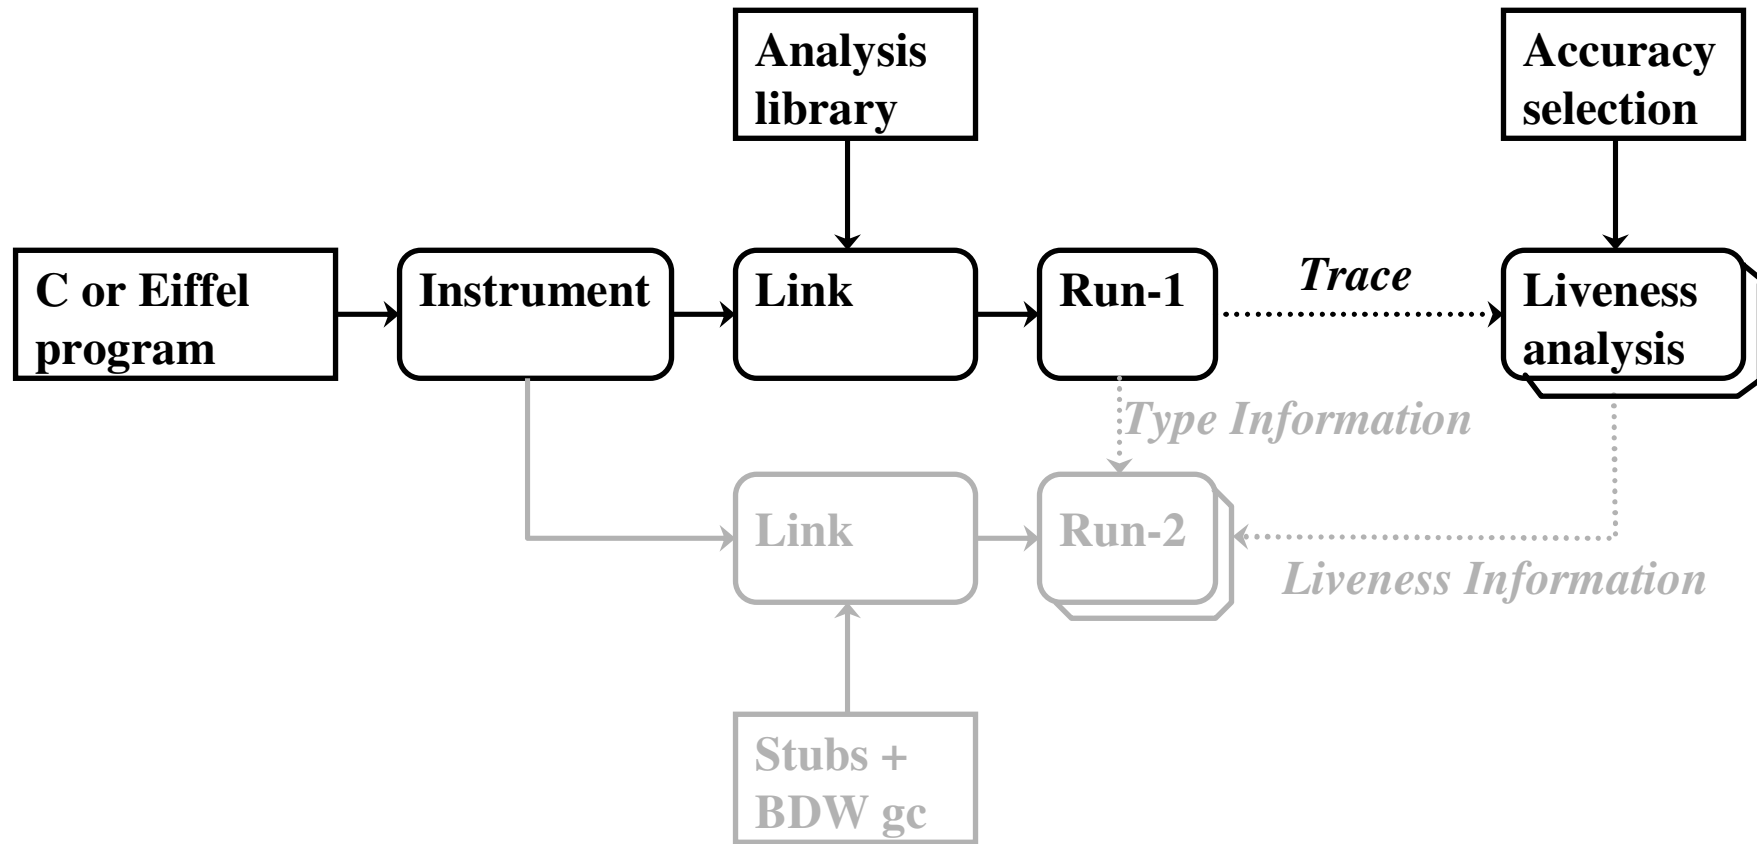 Analysis
library
Accuracy
selection
C or Eiffel
program
Instrument
Link
Run-1
Trace
Liveness
analysis
Type Information
Link
Run-2
Liveness Information
Stubs +
BDW gc